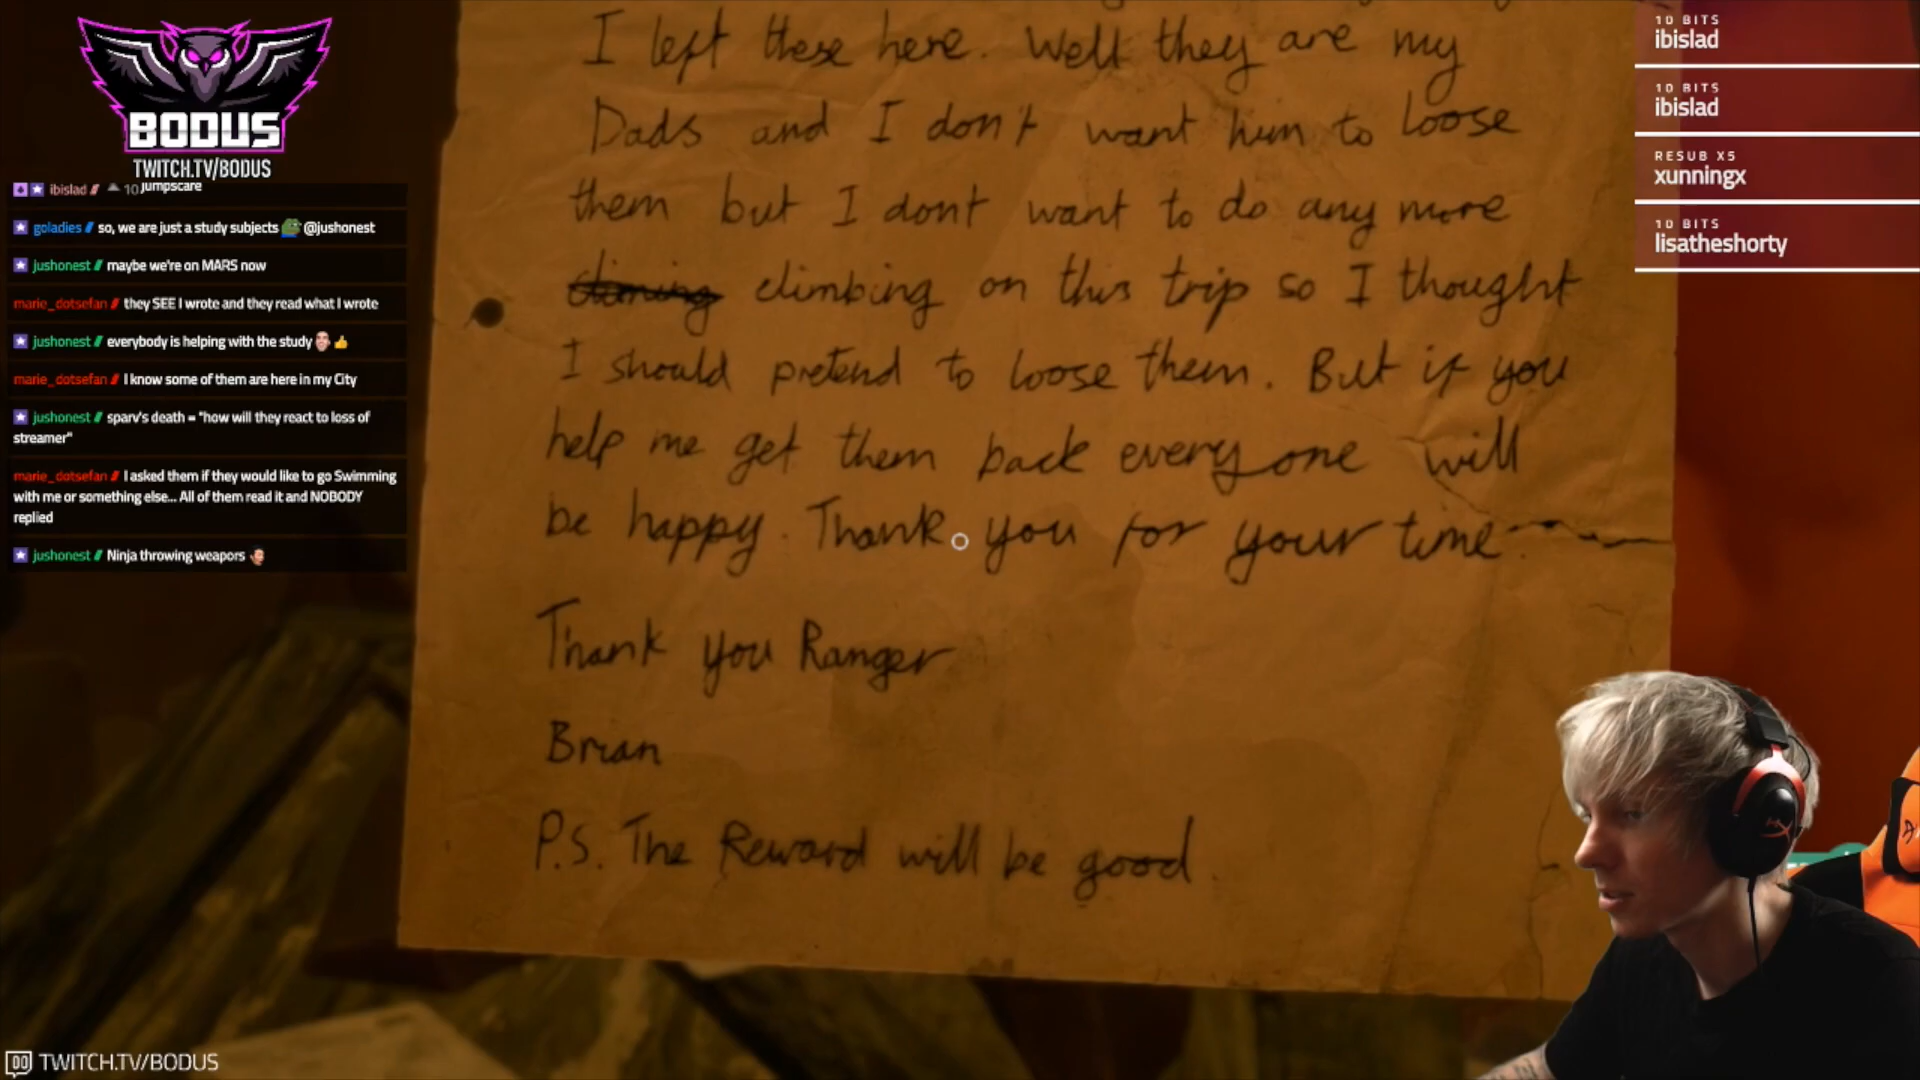 BODUS
TWITCH.TV/BODUS
ibislad // 10 jumpscare
goladies // so, we are just a study subjects @jushonest
jushonest // maybe we're on MARS now
marie_dotsefan // they SEE I wrote and they read what I wrote
jushonest // everybody is helping with the study
marie_dotsefan // I know some of them are here in my City
jushonest // sparv's death = "how will they react to loss of
streamer"
marie_dotsefan // I asked them if they would like to go Swimming
with me or something else... All of them read it and NOBODY
replied
jushonest // Ninja throwing weapors
I left these here. Well they are my
Dads and I don't want him to loose
them but I dont want to do any more
climing climbing on this trip so I thought
I should pretend to loose them. But if you
help me get them back every one will
be happy. Thank you for your time.
Thank you Ranger
Brian
P.S. The Reward will be good.
10 BITS
ibislad
10 BITS
ibislad
RESUB X5
xunningx
10 BITS
lisatheshorty
TWITCH.TV/BODUS